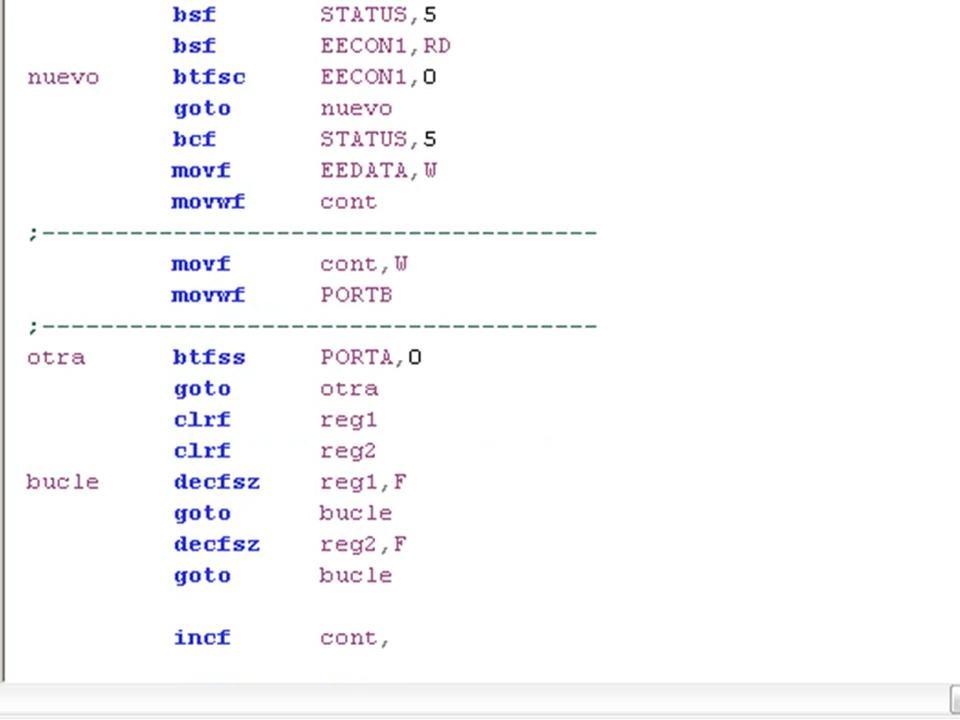 bsf STATUS,5
bsf EECON1,RD
nuevo btfsc EECON1,0
goto nuevo
bcf STATUS,5
movf EEDATA,W
movwf cont
;--------------------------------------
movf cont,W
movwf PORTB
;--------------------------------------
otra btfss PORTA,0
goto otra
clrf reg1
clrf reg2
bucle decfsz reg1,F
goto bucle
decfsz reg2,F
goto bucle
incf cont,